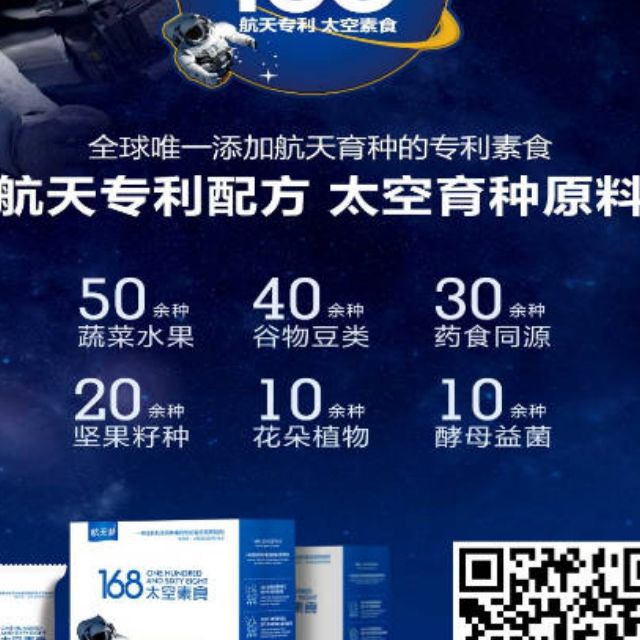 航天专利 太空素食
全球唯一添加航天育种的专利素食
航天专利配方 太空育种原料
50余种 40余种 30余种
蔬菜水果 谷物豆类 药食同源
20余种 10余种 10余种
坚果籽种 花朵植物 酵母益菌
航天梦
168 ONE HUNDRED
AND SIXTY EIGHT
太空素食